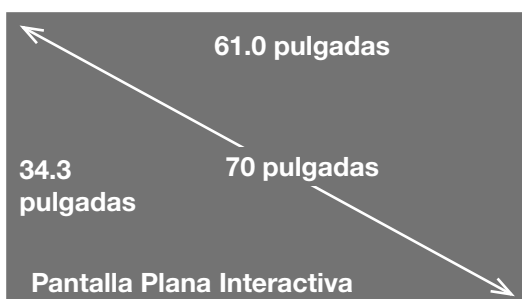 61.0 pulgadas
70 pulgadas
34.3
pulgadas
Pantalla Plana Interactiva